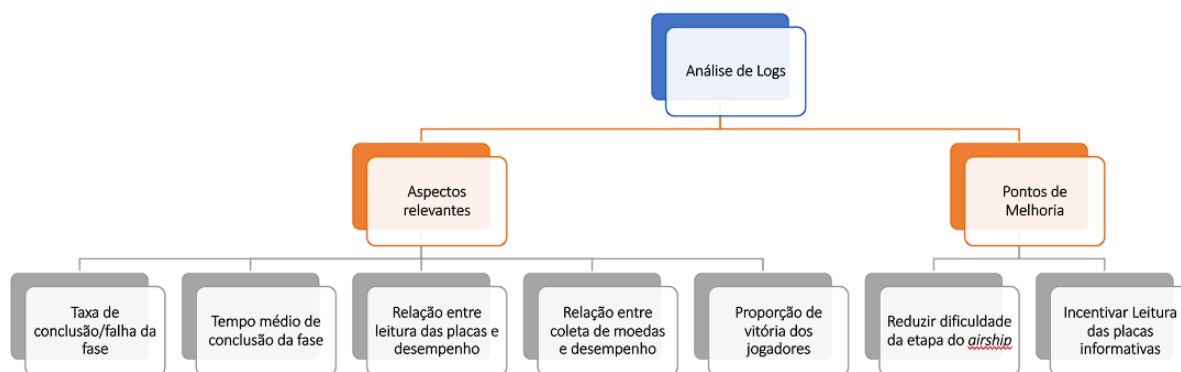 Análise de Logs
Aspectos
relevantes
Pontos de
Melhoria
Taxa de
conclusão/falha da
fase
Tempo médio de
conclusão da fase
Relação entre
leitura das placas e
desempenho
Relação entre
coleta de moedas
e desempenho
Proporção de
vitória dos
jogadores
Reduzir dificuldade
da etapa do airship
Incentivar Leitura
das placas
informativas